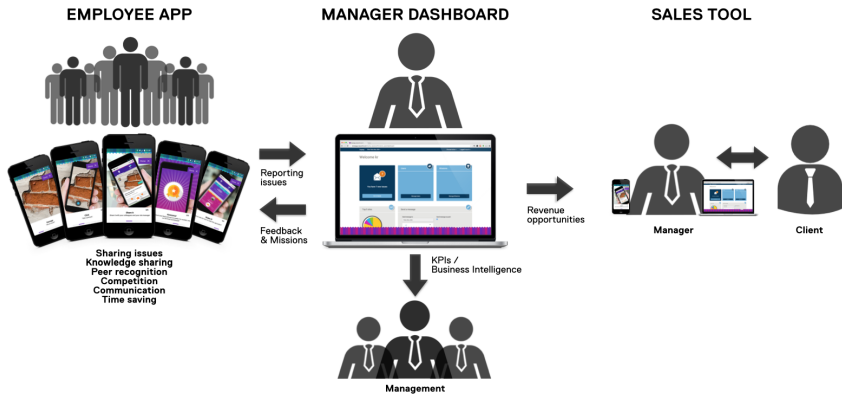 EMPLOYEE APP
MANAGER DASHBOARD
SALES TOOL
Reporting
issues
Feedback
& Missions
Revenue
opportunities
Manager
Client
Sharing issues
Knowledge sharing
Peer recognition
Competition
Communication
Time saving
KPIs /
Business Intelligence
Management